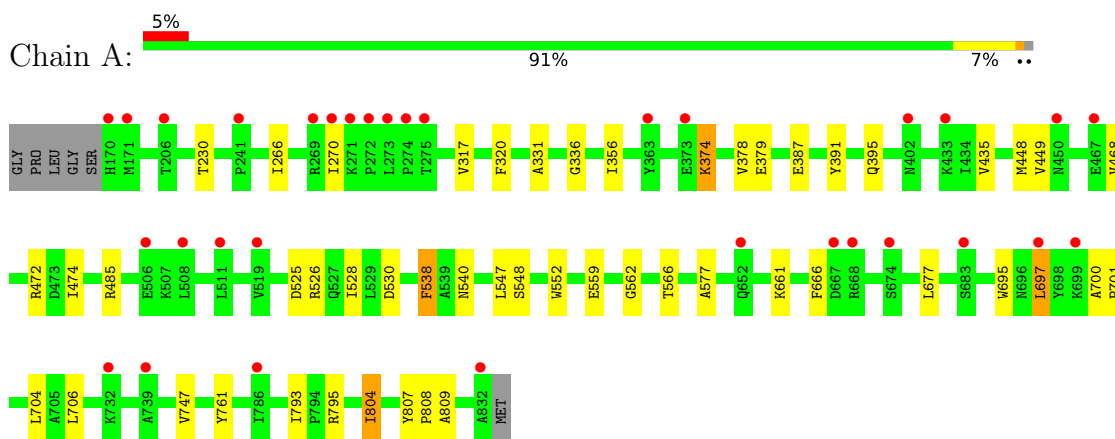 5%
Chain A:
91% 7% ••
GLY PRO LEU GLY SER H170 M171 T206 T230 P241 I266 R269 I270 K271 P272 L273 P274 T275 V317 F320 A331 G336 I356 Y363 E373 K374 V378 E379 E387 Y391 Q395 N402 K433 I434 V435 M448 V449 N450 E467 V468
R472 D473 I474 R485 E506 K507 L508 L511 V519 D525 R526 Q527 I528 L529 D530 F538 A539 N540 L547 S548 W552 E559 G562 T566 A577 Q652 K661 F666 D667 R668 S674 L677 S683 W695 N696 L697 Y698 K699 A700
L704 A705 L706 K732 A739 V747 Y761 I786 I793 P794 R795 I804 Y807 P808 A809 A832 MET